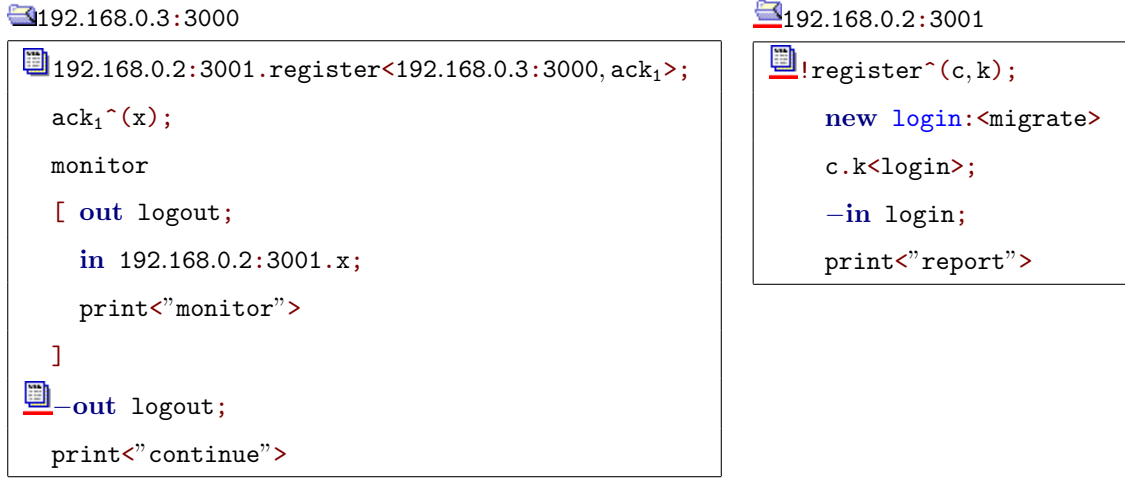 192.168.0.3:3000
192.168.0.2:3001.register<192.168.0.3:3000, ack₁>;
ack₁^(x);
monitor
[ out logout;
in 192.168.0.2:3001.x;
print<”monitor”>
]
−out logout;
print<”continue”>
192.168.0.2:3001
!register^(c, k);
new login:<migrate>
c.k<login>;
−in login;
print<”report”>